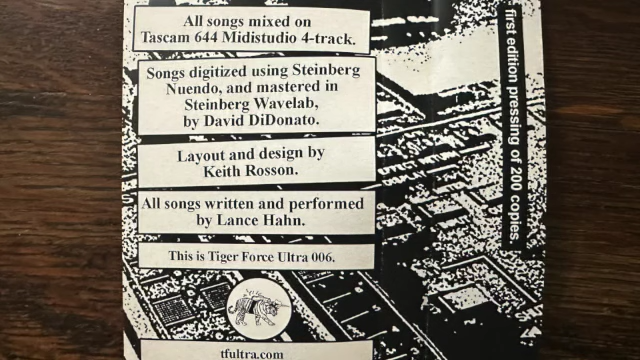 All songs mixed on
Tascam 644 Midistudio 4-track.
Songs digitized using Steinberg
Nuendo, and mastered in
Steinberg Wavelab,
by David DiDonato.
Layout and design by
Keith Rosson.
All songs written and performed
by Lance Hahn.
This is Tiger Force Ultra 006.
tfultra.com
first edition pressing of 200 copies.